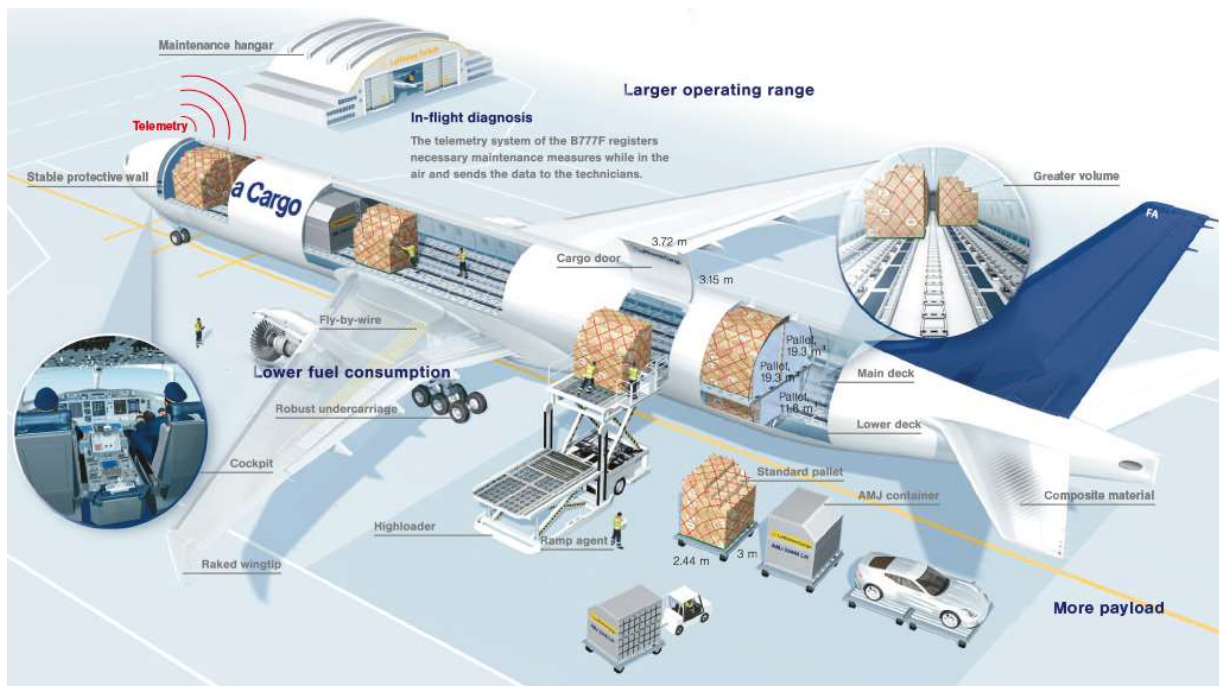 Maintenance hangar
Larger operating range
Telemetry
In-flight diagnosis
The telemetry system of the B777F registers
necessary maintenance measures while in the
air and sends the data to the technicians.
Stable protective wall
a Cargo
Greater volume
FA
3.72 m
Cargo door
3.15 m
Fly-by-wire
Lower fuel consumption
Pallet,
19.3 m³
Pallet,
19.3 m³
Pallet,
11.8 m³
Main deck
Robust undercarriage
Lower deck
Cockpit
Standard pallet
AMJ container
Composite material
Highloader
Ramp agent
2.44 m
3 m
Raked wingtip
More payload